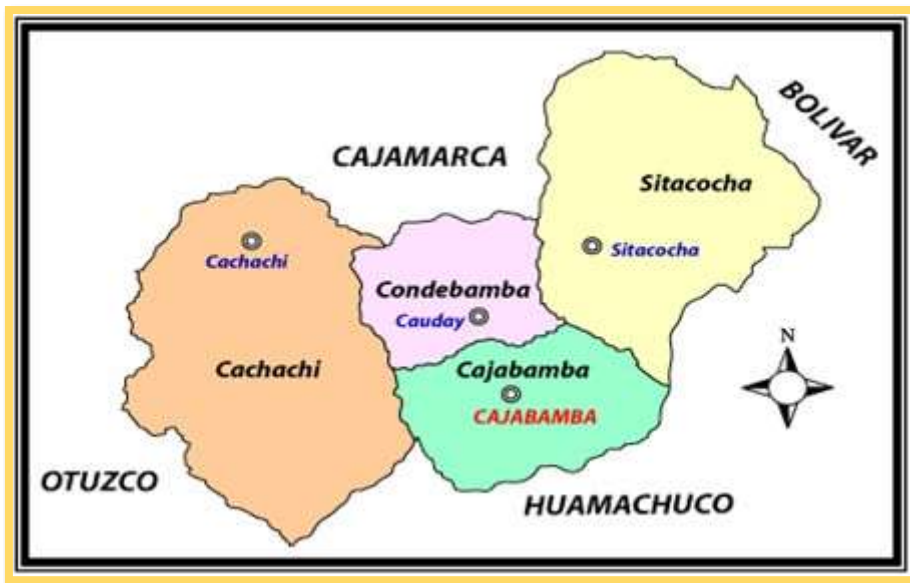 BOLIVAR
CAJAMARCA
Sitacocha
Sitacocha
Cachachi
Condebamba
Cauday
N
Cachachi
Cajabamba
CAJABAMBA
OTUZCO
HUAMACHUCO